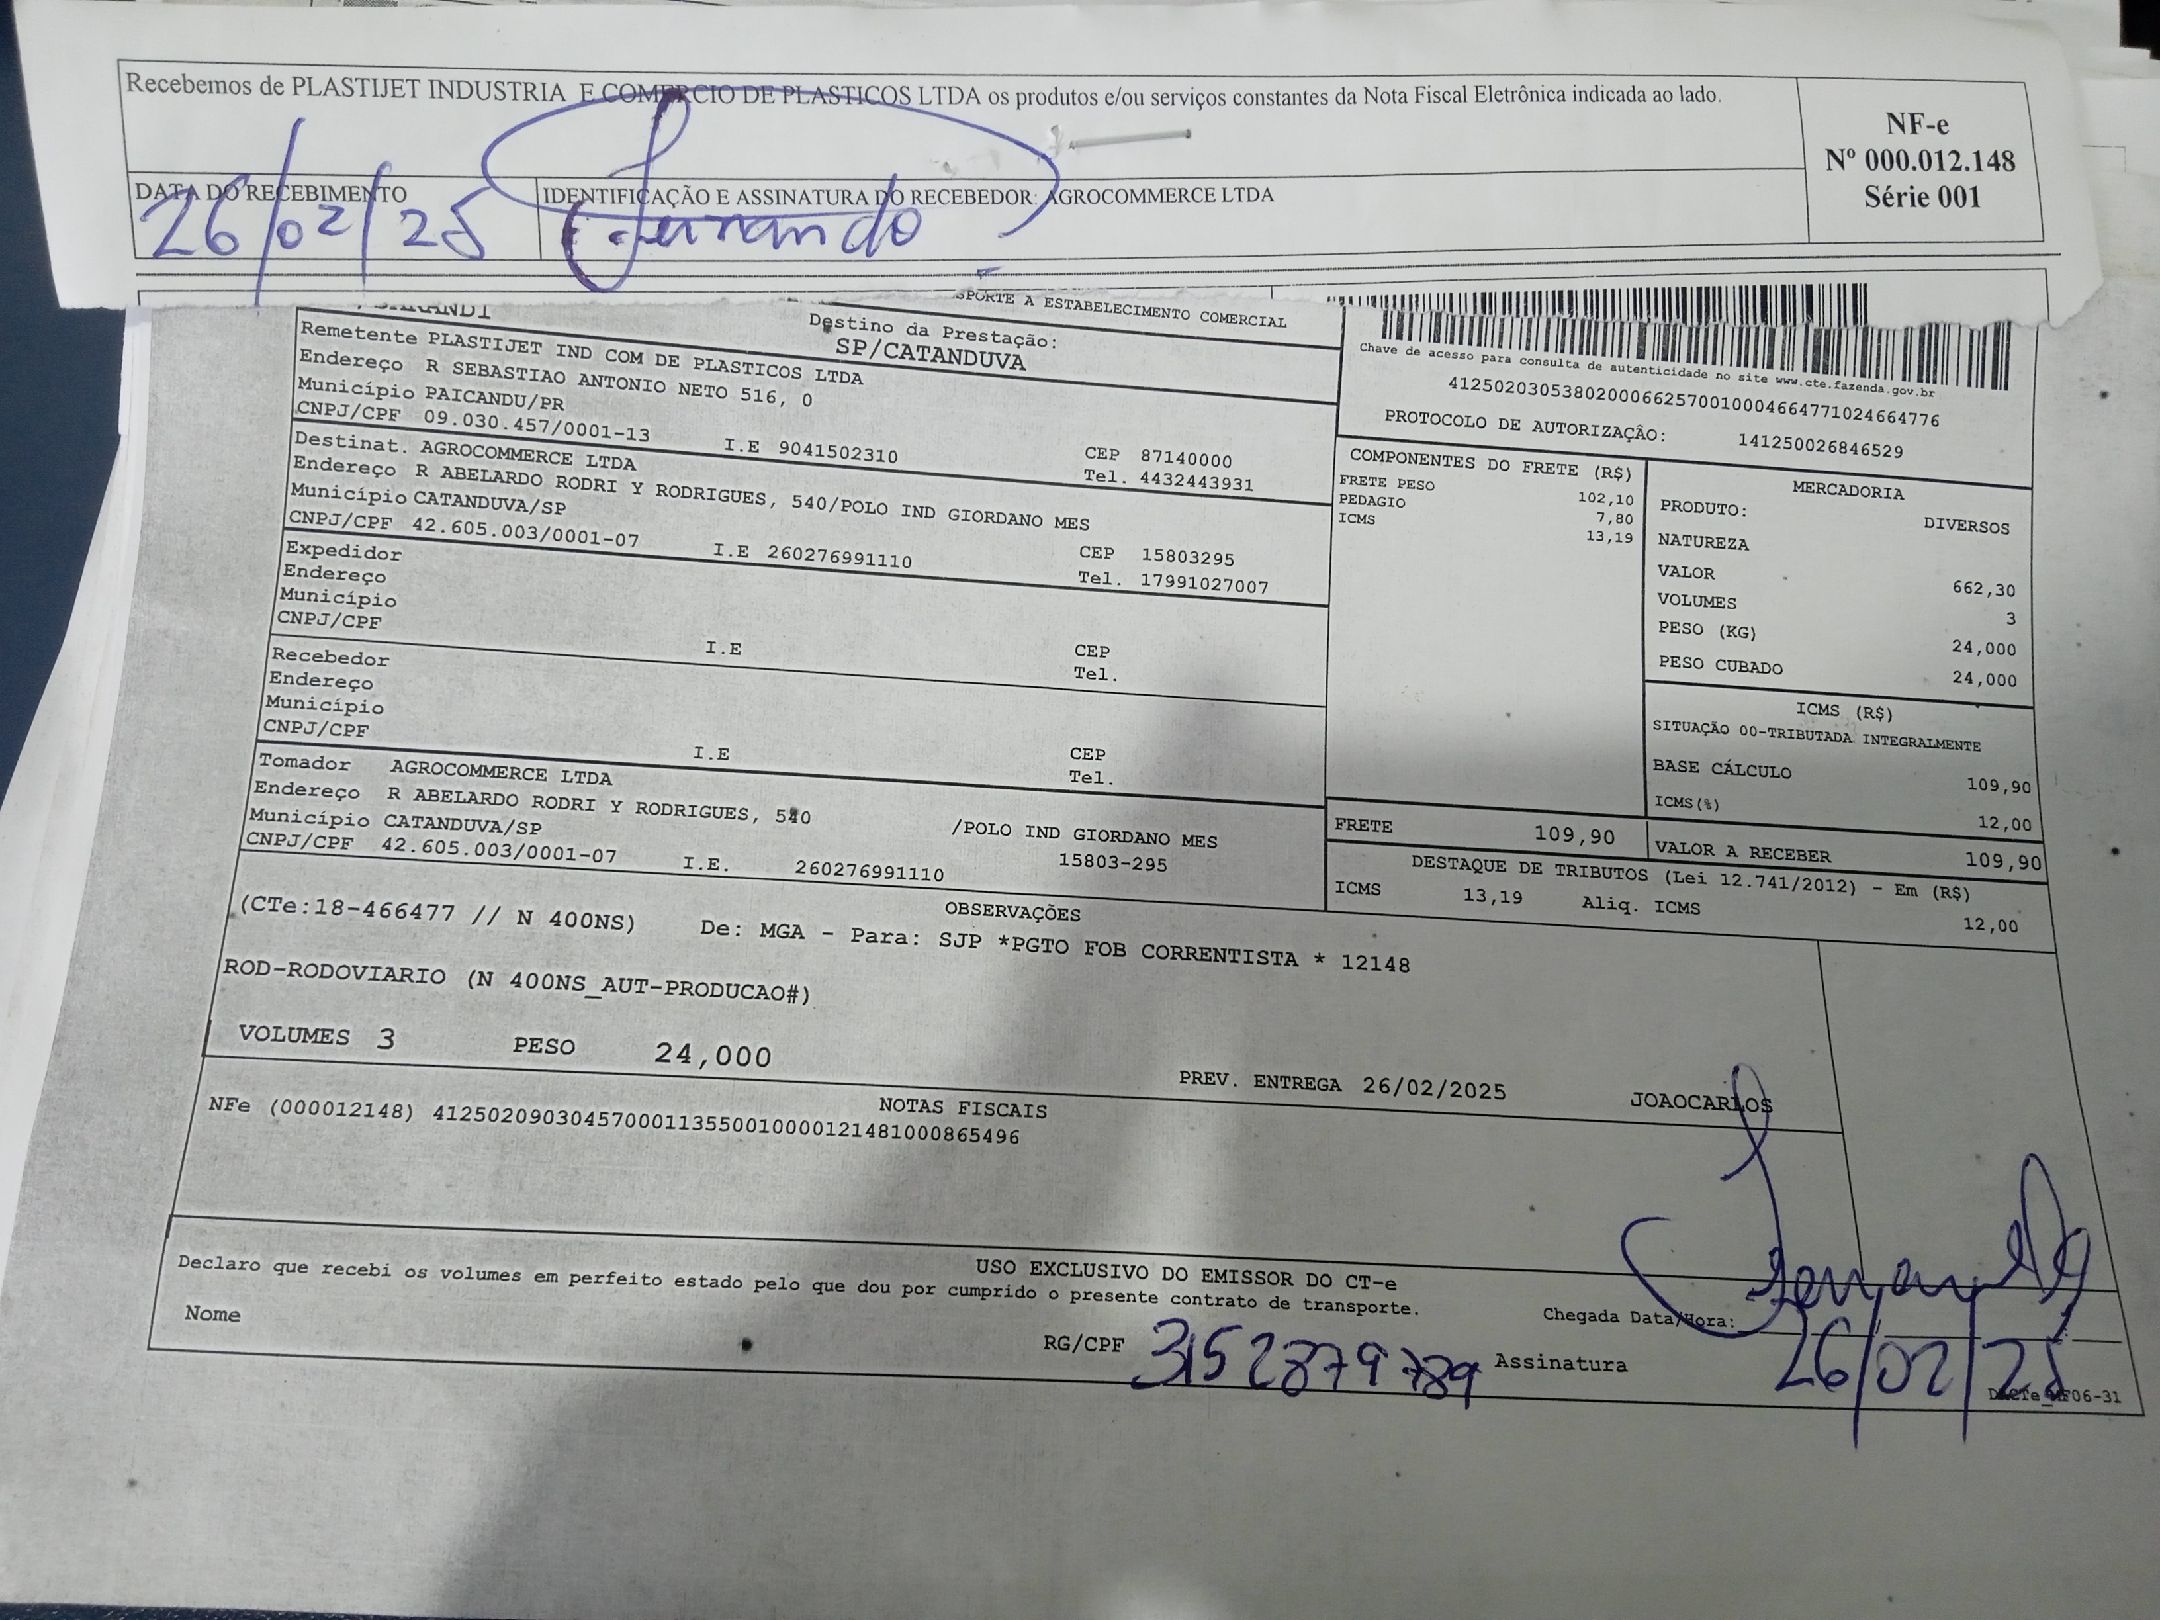 Recebemos de PLASTIJET INDUSTRIA E COMERCIO DE PLASTICOS LTDA os produtos e/ou serviços constantes da Nota Fiscal Eletrônica indicada ao lado.
NF-e
Nº 000.012.148
Série 001
DATA DO RECEBIMENTO
26/02/25
IDENTIFICAÇÃO E ASSINATURA DO RECEBEDOR: AGROCOMMERCE LTDA
Fernando
A ESTABELECIMENTO COMERCIAL
Destino da Prestação:
SP/CATANDUVA
Chave de acesso para consulta de autenticidade no site www.cte.fazenda.gov.br
41250203053802000662570010004664771024664776
PROTOCOLO DE AUTORIZAÇÂO: 141250026846529
Remetente PLASTIJET IND COM DE PLASTICOS LTDA
Endereço R SEBASTIAO ANTONIO NETO 516, 0
Município PAICANDU/PR CEP 87140000
CNPJ/CPF 09.030.457/0001-13 I.E 9041502310 Tel. 4432443931
Destinat. AGROCOMMERCE LTDA
Endereço R ABELARDO RODRI Y RODRIGUES, 540/POLO IND GIORDANO MES
Município CATANDUVA/SP CEP 15803295
CNPJ/CPF 42.605.003/0001-07 I.E 260276991110 Tel. 17991027007
Expedidor
Endereço
Município CEP
CNPJ/CPF I.E Tel.
Recebedor
Endereço
Município CEP
CNPJ/CPF I.E Tel.
Tomador AGROCOMMERCE LTDA
Endereço R ABELARDO RODRI Y RODRIGUES, 540 /POLO IND GIORDANO MES
Município CATANDUVA/SP 15803-295
CNPJ/CPF 42.605.003/0001-07 I.E. 260276991110
COMPONENTES DO FRETE (R$)
FRETE PESO 102,10
PEDAGIO 7,80
ICMS 13,19
MERCADORIA
PRODUTO: DIVERSOS
NATUREZA
VALOR 662,30
VOLUMES 3
PESO (KG) 24,000
PESO CUBADO 24,000
ICMS (R$)
SITUAÇÃO 00-TRIBUTADA INTEGRALMENTE
BASE CÁLCULO 109,90
ICMS(%) 12,00
FRETE 109,90 VALOR A RECEBER 109,90
DESTAQUE DE TRIBUTOS (Lei 12.741/2012) - Em (R$)
ICMS 13,19 Aliq. ICMS 12,00
OBSERVAÇÕES
(CTe:18-466477 // N 400NS) De: MGA - Para: SJP *PGTO FOB CORRENTISTA * 12148
ROD-RODOVIARIO (N 400NS_AUT-PRODUCAO#)
VOLUMES 3 PESO 24,000 PREV. ENTREGA 26/02/2025 JOAOCARLOS
NOTAS FISCAIS
NFe (000012148) 41250209030457000113550010000121481000865496
USO EXCLUSIVO DO EMISSOR DO CT-e
Declaro que recebi os volumes em perfeito estado pelo que dou por cumprido o presente contrato de transporte.
Chegada Data/Hora:
Fernando
Nome RG/CPF 3152879789 Assinatura 26/02/25